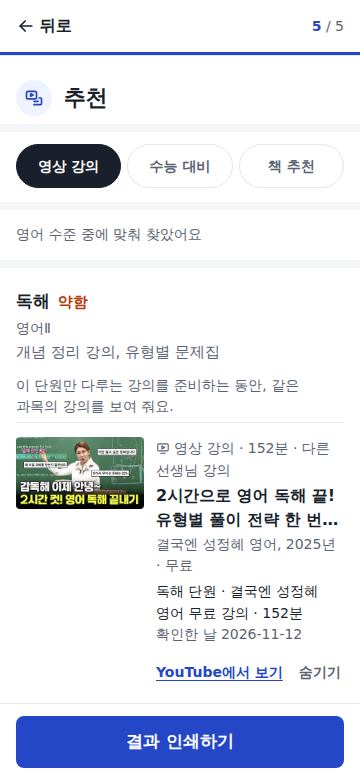 뒤로
5 / 5
추천
영상 강의
수능 대비
책 추천
영어 수준 중에 맞춰 찾았어요
독해 약함
영어Ⅱ
개념 정리 강의, 유형별 문제집
이 단원만 다루는 강의를 준비하는 동안, 같은
과목의 강의를 보여 줘요.
감독해 이제 안녕~
2시간 컷! 영어 독해 끝내기
영상 강의 · 152분 · 다른
선생님 강의
2시간으로 영어 독해 끝!
유형별 풀이 전략 한 번…
결국엔 성정혜 영어, 2025년
· 무료
독해 단원 · 결국엔 성정혜
영어 무료 강의 · 152분
확인한 날 2026-11-12
YouTube에서 보기
숨기기
결과 인쇄하기